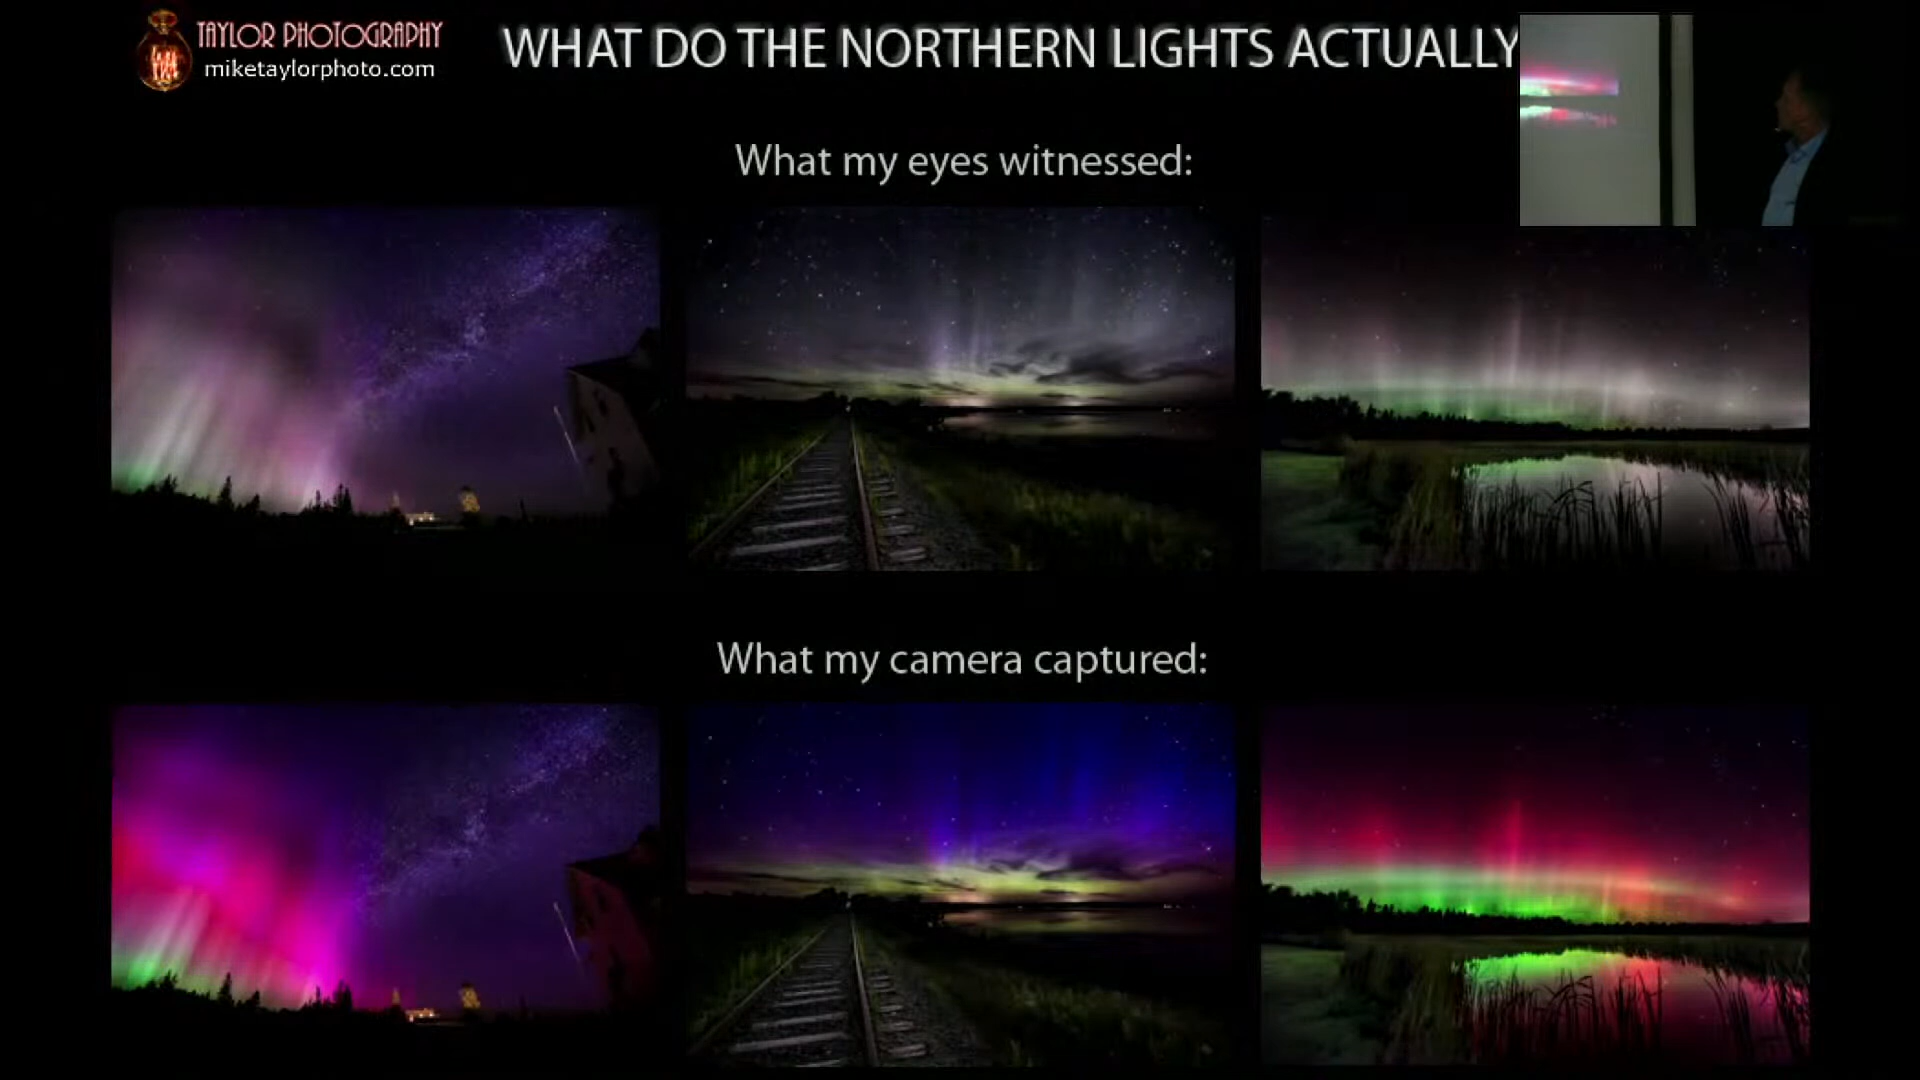 TAYLOR PHOTOGRAPHY
miketaylorphoto.com
WHAT DO THE NORTHERN LIGHTS ACTUALLY
What my eyes witnessed:
What my camera captured: